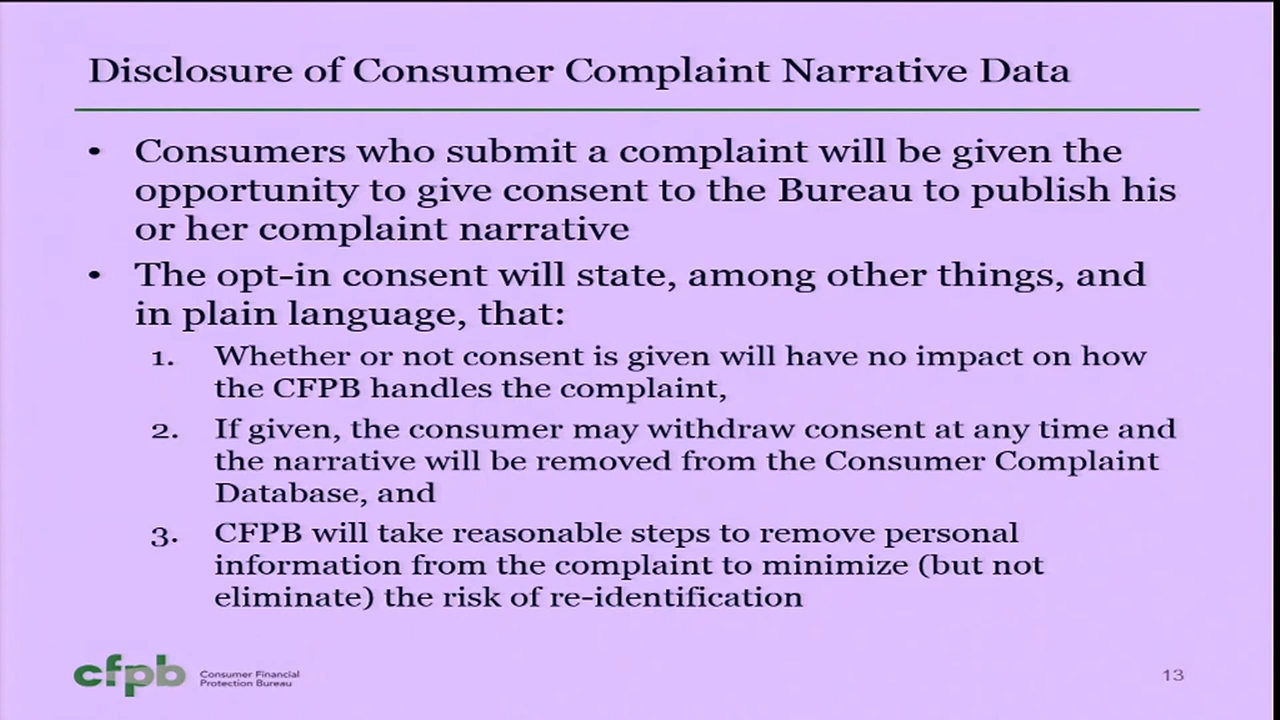 Disclosure of Consumer Complaint Narrative Data
• Consumers who submit a complaint will be given the
opportunity to give consent to the Bureau to publish his
or her complaint narrative
• The opt-in consent will state, among other things, and
in plain language, that:
1. Whether or not consent is given will have no impact on how
the CFPB handles the complaint,
2. If given, the consumer may withdraw consent at any time and
the narrative will be removed from the Consumer Complaint
Database, and
3. CFPB will take reasonable steps to remove personal
information from the complaint to minimize (but not
eliminate) the risk of re-identification
cfpb
Consumer Financial
Protection Bureau
13